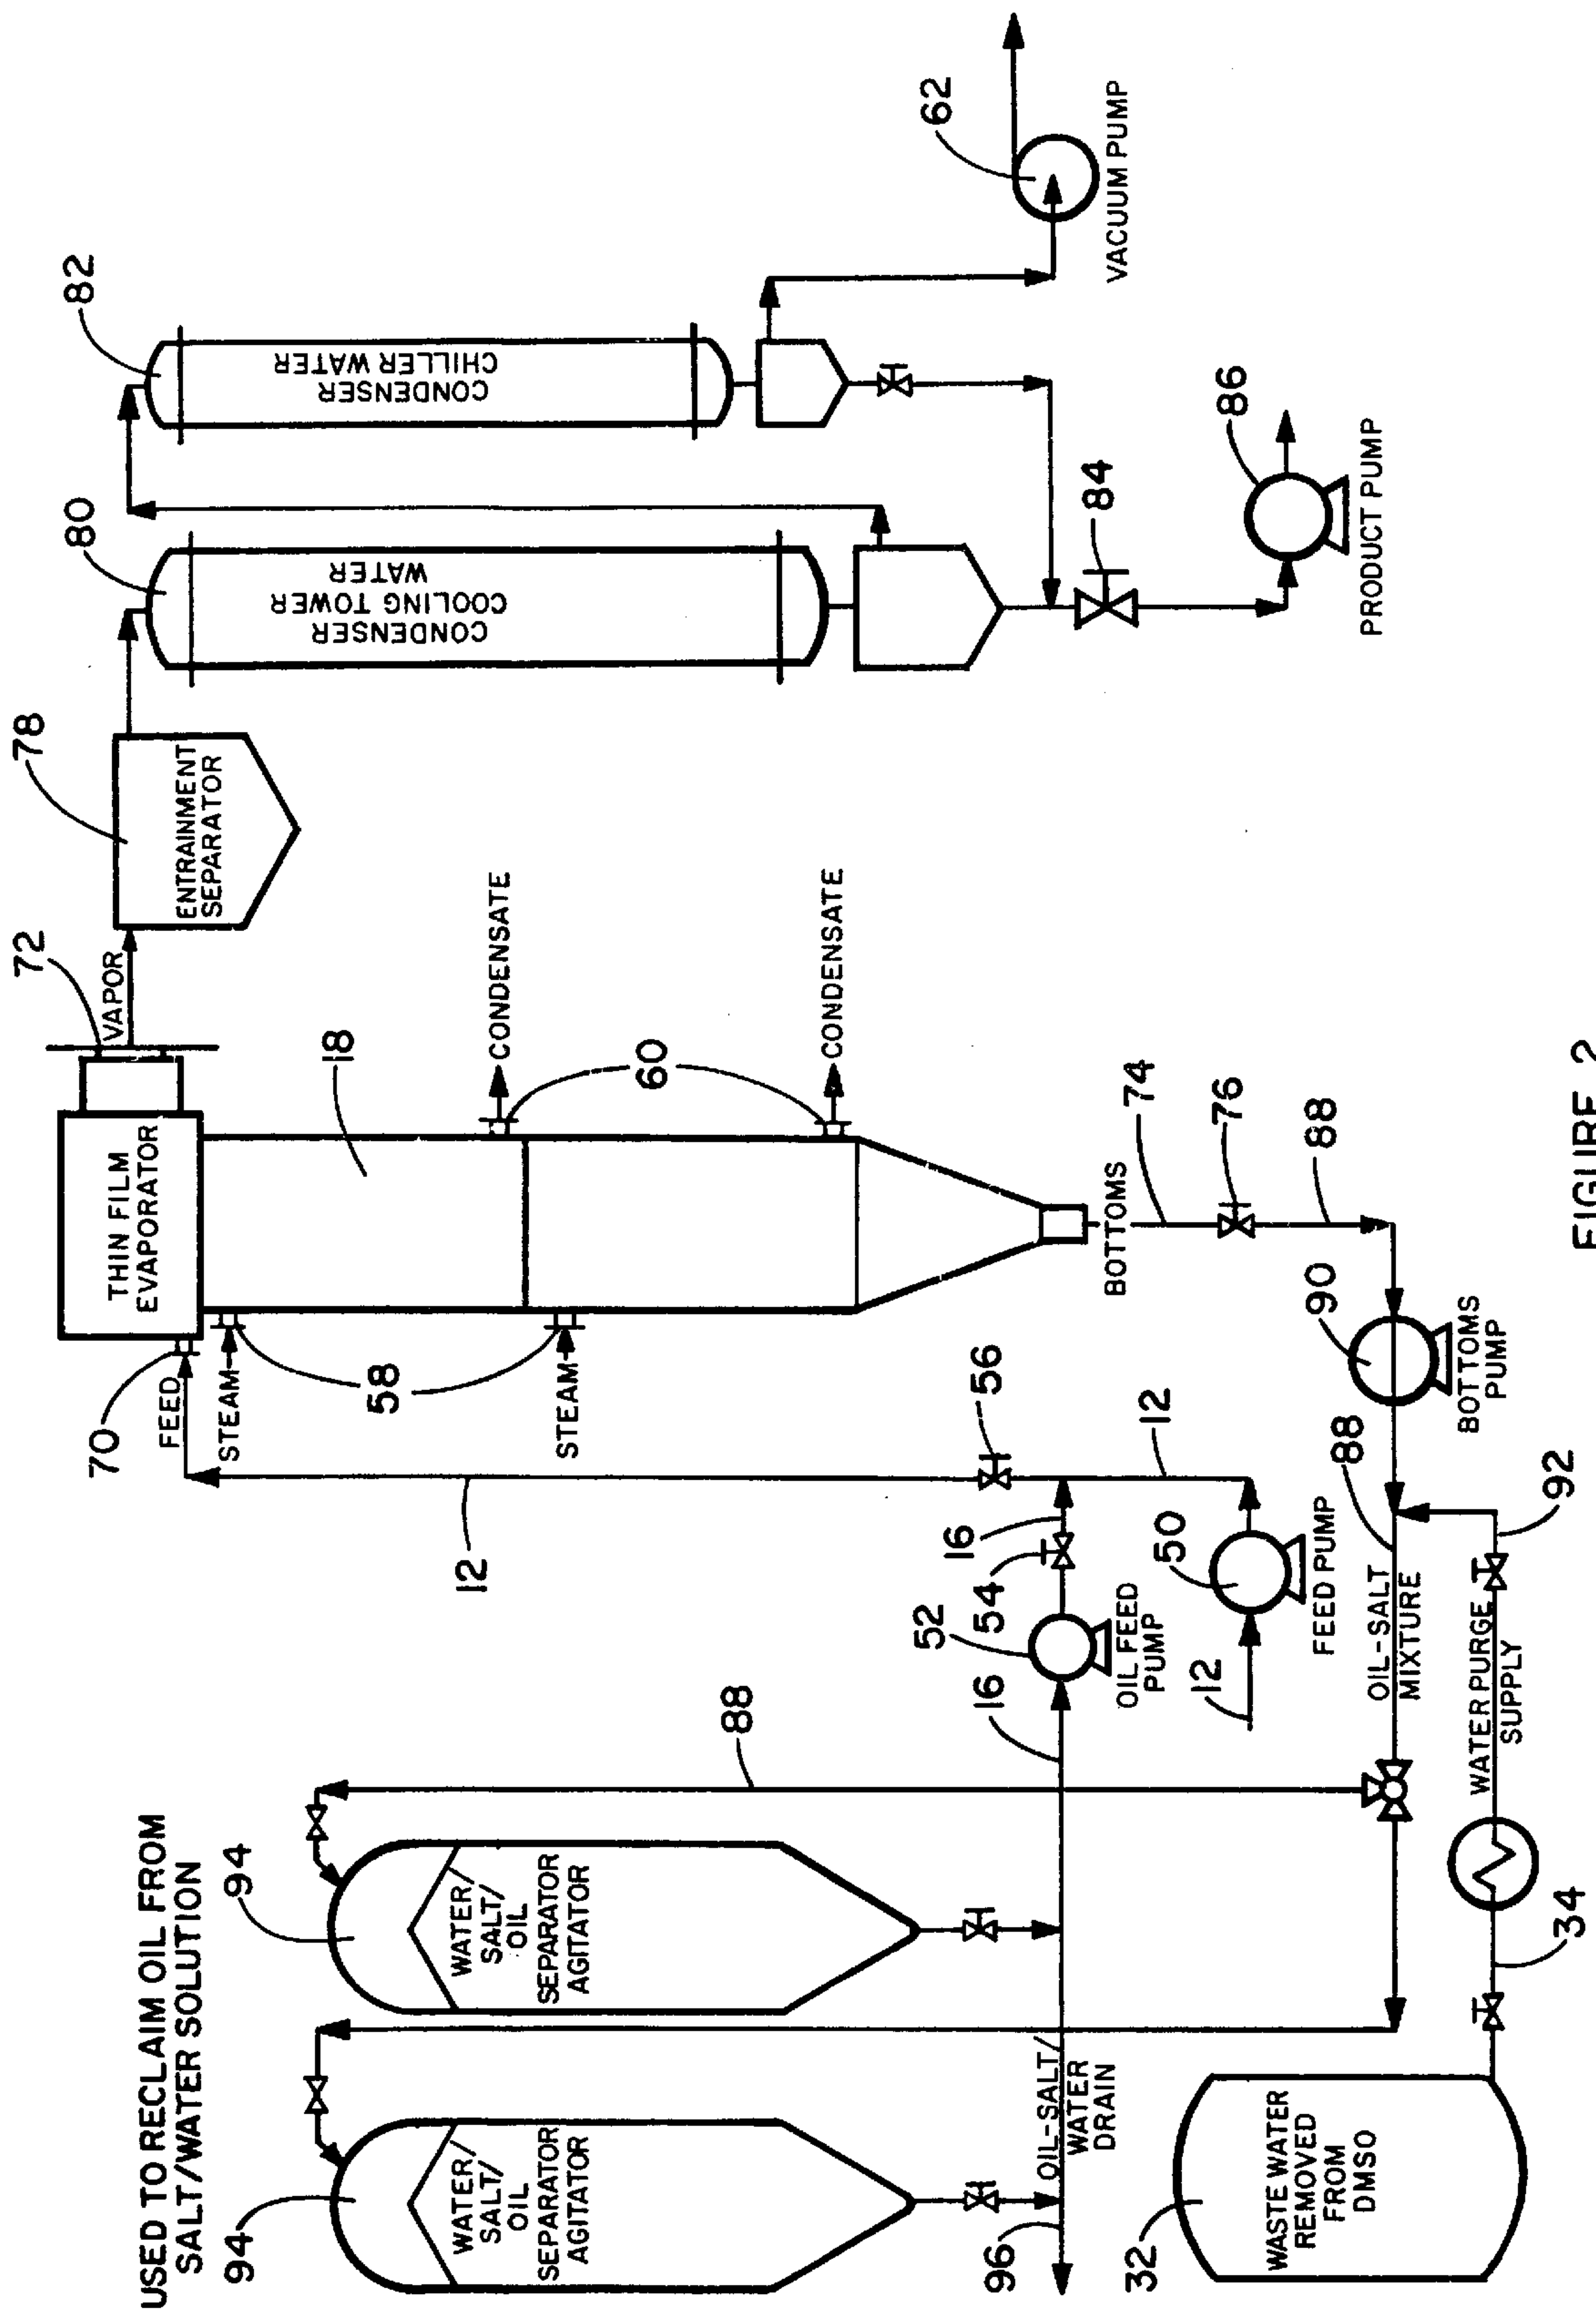 USED TO RECLAIM OIL FROM
SALT/WATER SOLUTION
94
94
WATER/
SALT/
OIL
SEPARATOR
AGITATOR
WATER/
SALT/
OIL
SEPARATOR
AGITATOR
88
96
OIL-SALT/
WATER
DRAIN
16
52
OIL FEED
PUMP
54
16
56
12
12
70
FEED
STEAM
58
STEAM
THIN FILM
EVAPORATOR
18
72
VAPOR
CONDENSATE
60
CONDENSATE
BOTTOMS
74
76
88
78
ENTRAINMENT
SEPARATOR
80
CONDENSER
COOLING TOWER
WATER
82
CONDENSER
CHILLER WATER
62
VACUUM PUMP
84
86
PRODUCT PUMP
12
50
FEED PUMP
32
WASTE WATER
REMOVED
FROM
DMSO
34
WATER PURGE
SUPPLY
92
OIL-SALT
MIXTURE
88
90
BOTTOMS
PUMP
FIGURE 2